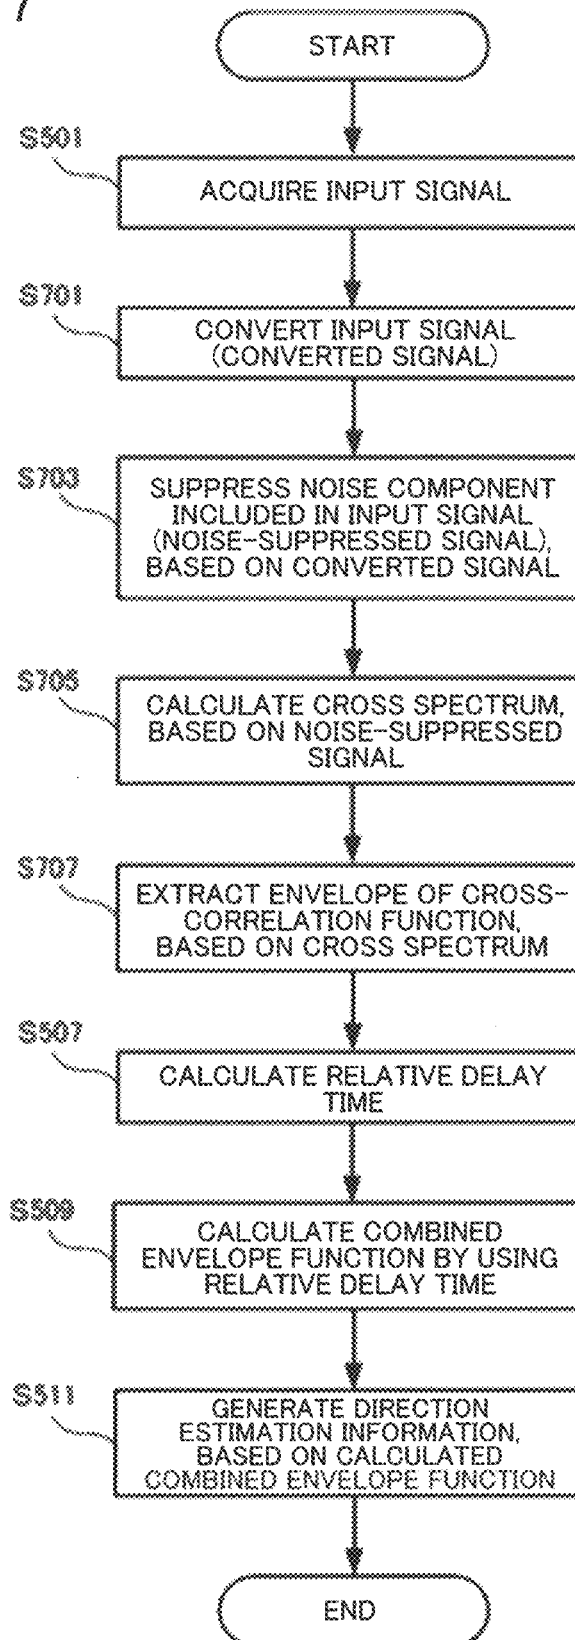 7
START
S501
ACQUIRE INPUT SIGNAL
S701
CONVERT INPUT SIGNAL
(CONVERTED SIGNAL)
S703
SUPPRESS NOISE COMPONENT
INCLUDED IN INPUT SIGNAL
(NOISE-SUPPRESSED SIGNAL),
BASED ON CONVERTED SIGNAL
S705
CALCULATE CROSS SPECTRUM,
BASED ON NOISE-SUPPRESSED
SIGNAL
S707
EXTRACT ENVELOPE OF CROSS-
CORRELATION FUNCTION,
BASED ON CROSS SPECTRUM
S507
CALCULATE RELATIVE DELAY
TIME
S509
CALCULATE COMBINED
ENVELOPE FUNCTION BY USING
RELATIVE DELAY TIME
S511
GENERATE DIRECTION
ESTIMATION INFORMATION,
BASED ON CALCULATED
COMBINED ENVELOPE FUNCTION
END